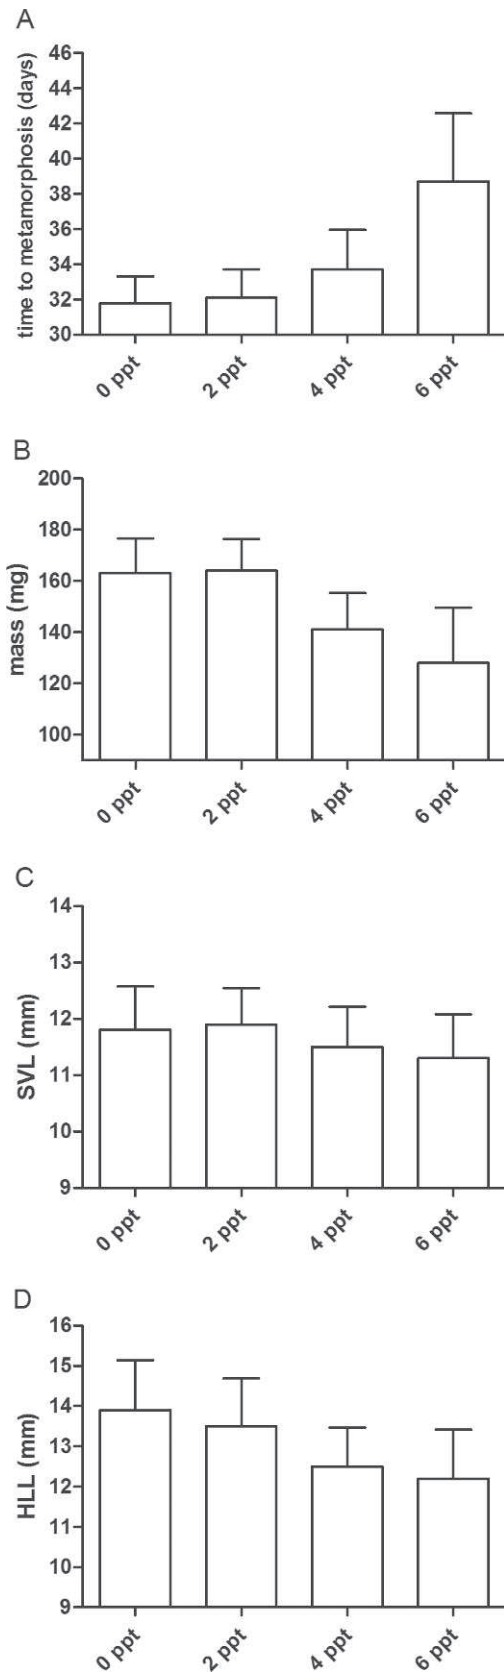 A
time to metamorphosis (days)
46
44
42
40
38
36
34
32
30
0 ppt
2 ppt
4 ppt
6 ppt
B
mass (mg)
200
180
160
140
120
100
0 ppt
2 ppt
4 ppt
6 ppt
C
SVL (mm)
14
13
12
11
10
9
0 ppt
2 ppt
4 ppt
6 ppt
D
HLL (mm)
16
15
14
13
12
11
10
9
0 ppt
2 ppt
4 ppt
6 ppt